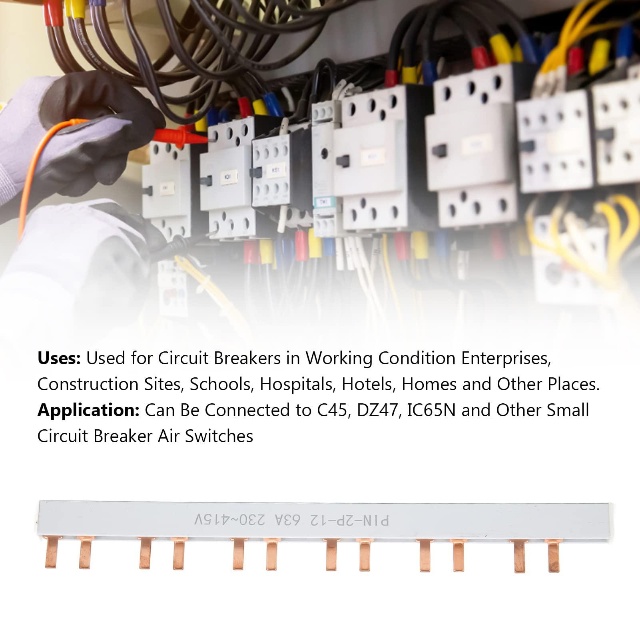 Uses: Used for Circuit Breakers in Working Condition Enterprises,
Construction Sites, Schools, Hospitals, Hotels, Homes and Other Places.
Application: Can Be Connected to C45, DZ47, IC65N and Other Small
Circuit Breaker Air Switches
PIN-2P-12 63A 230~415V